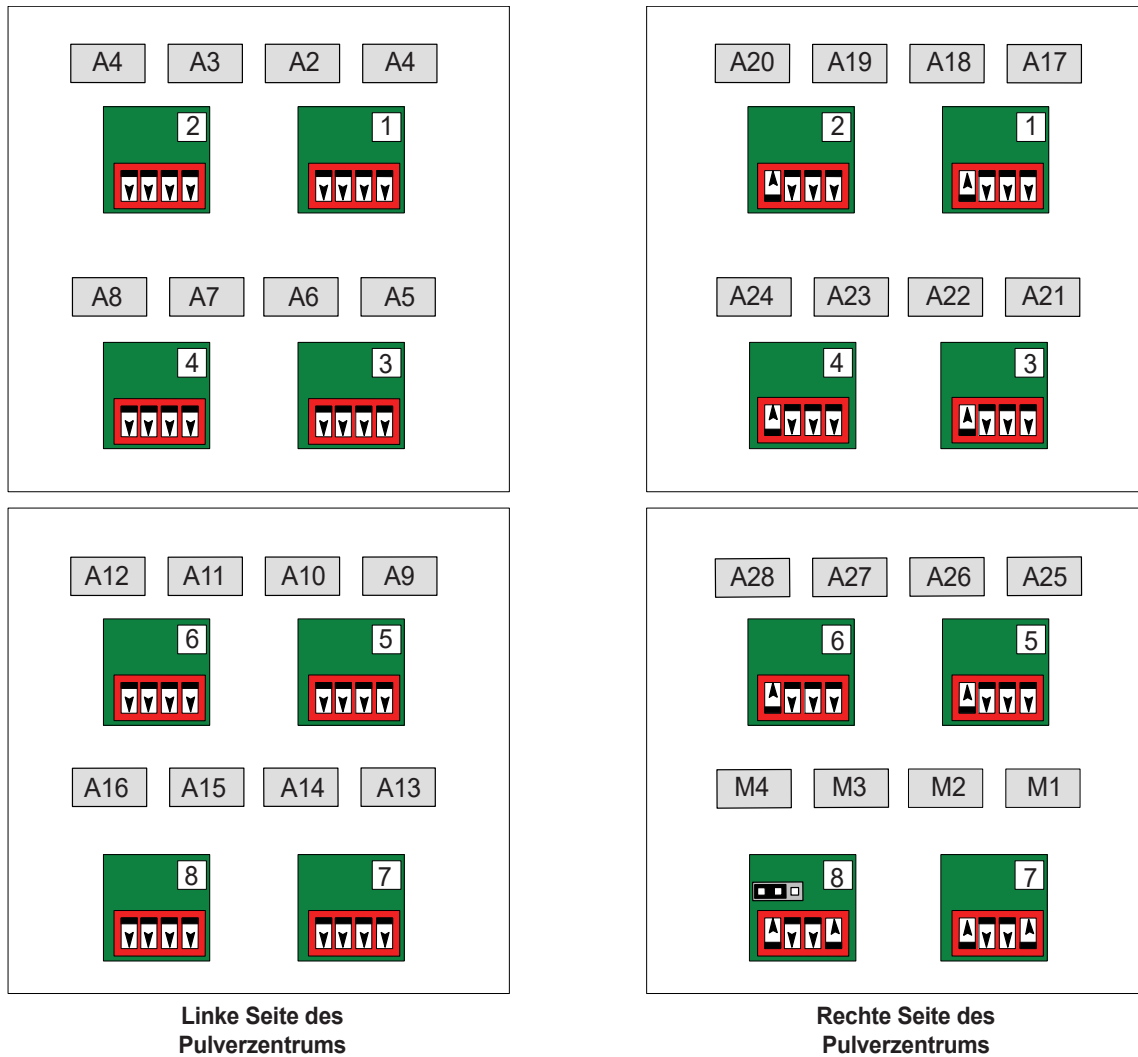 A4 A3 A2 A4
2 1
A8 A7 A6 A5
4 3
A12 A11 A10 A9
6 5
A16 A15 A14 A13
8 7
Linke Seite des
Pulverzentrums
A20 A19 A18 A17
2 1
A24 A23 A22 A21
4 3
A28 A27 A26 A25
6 5
M4 M3 M2 M1
8 7
Rechte Seite des
Pulverzentrums